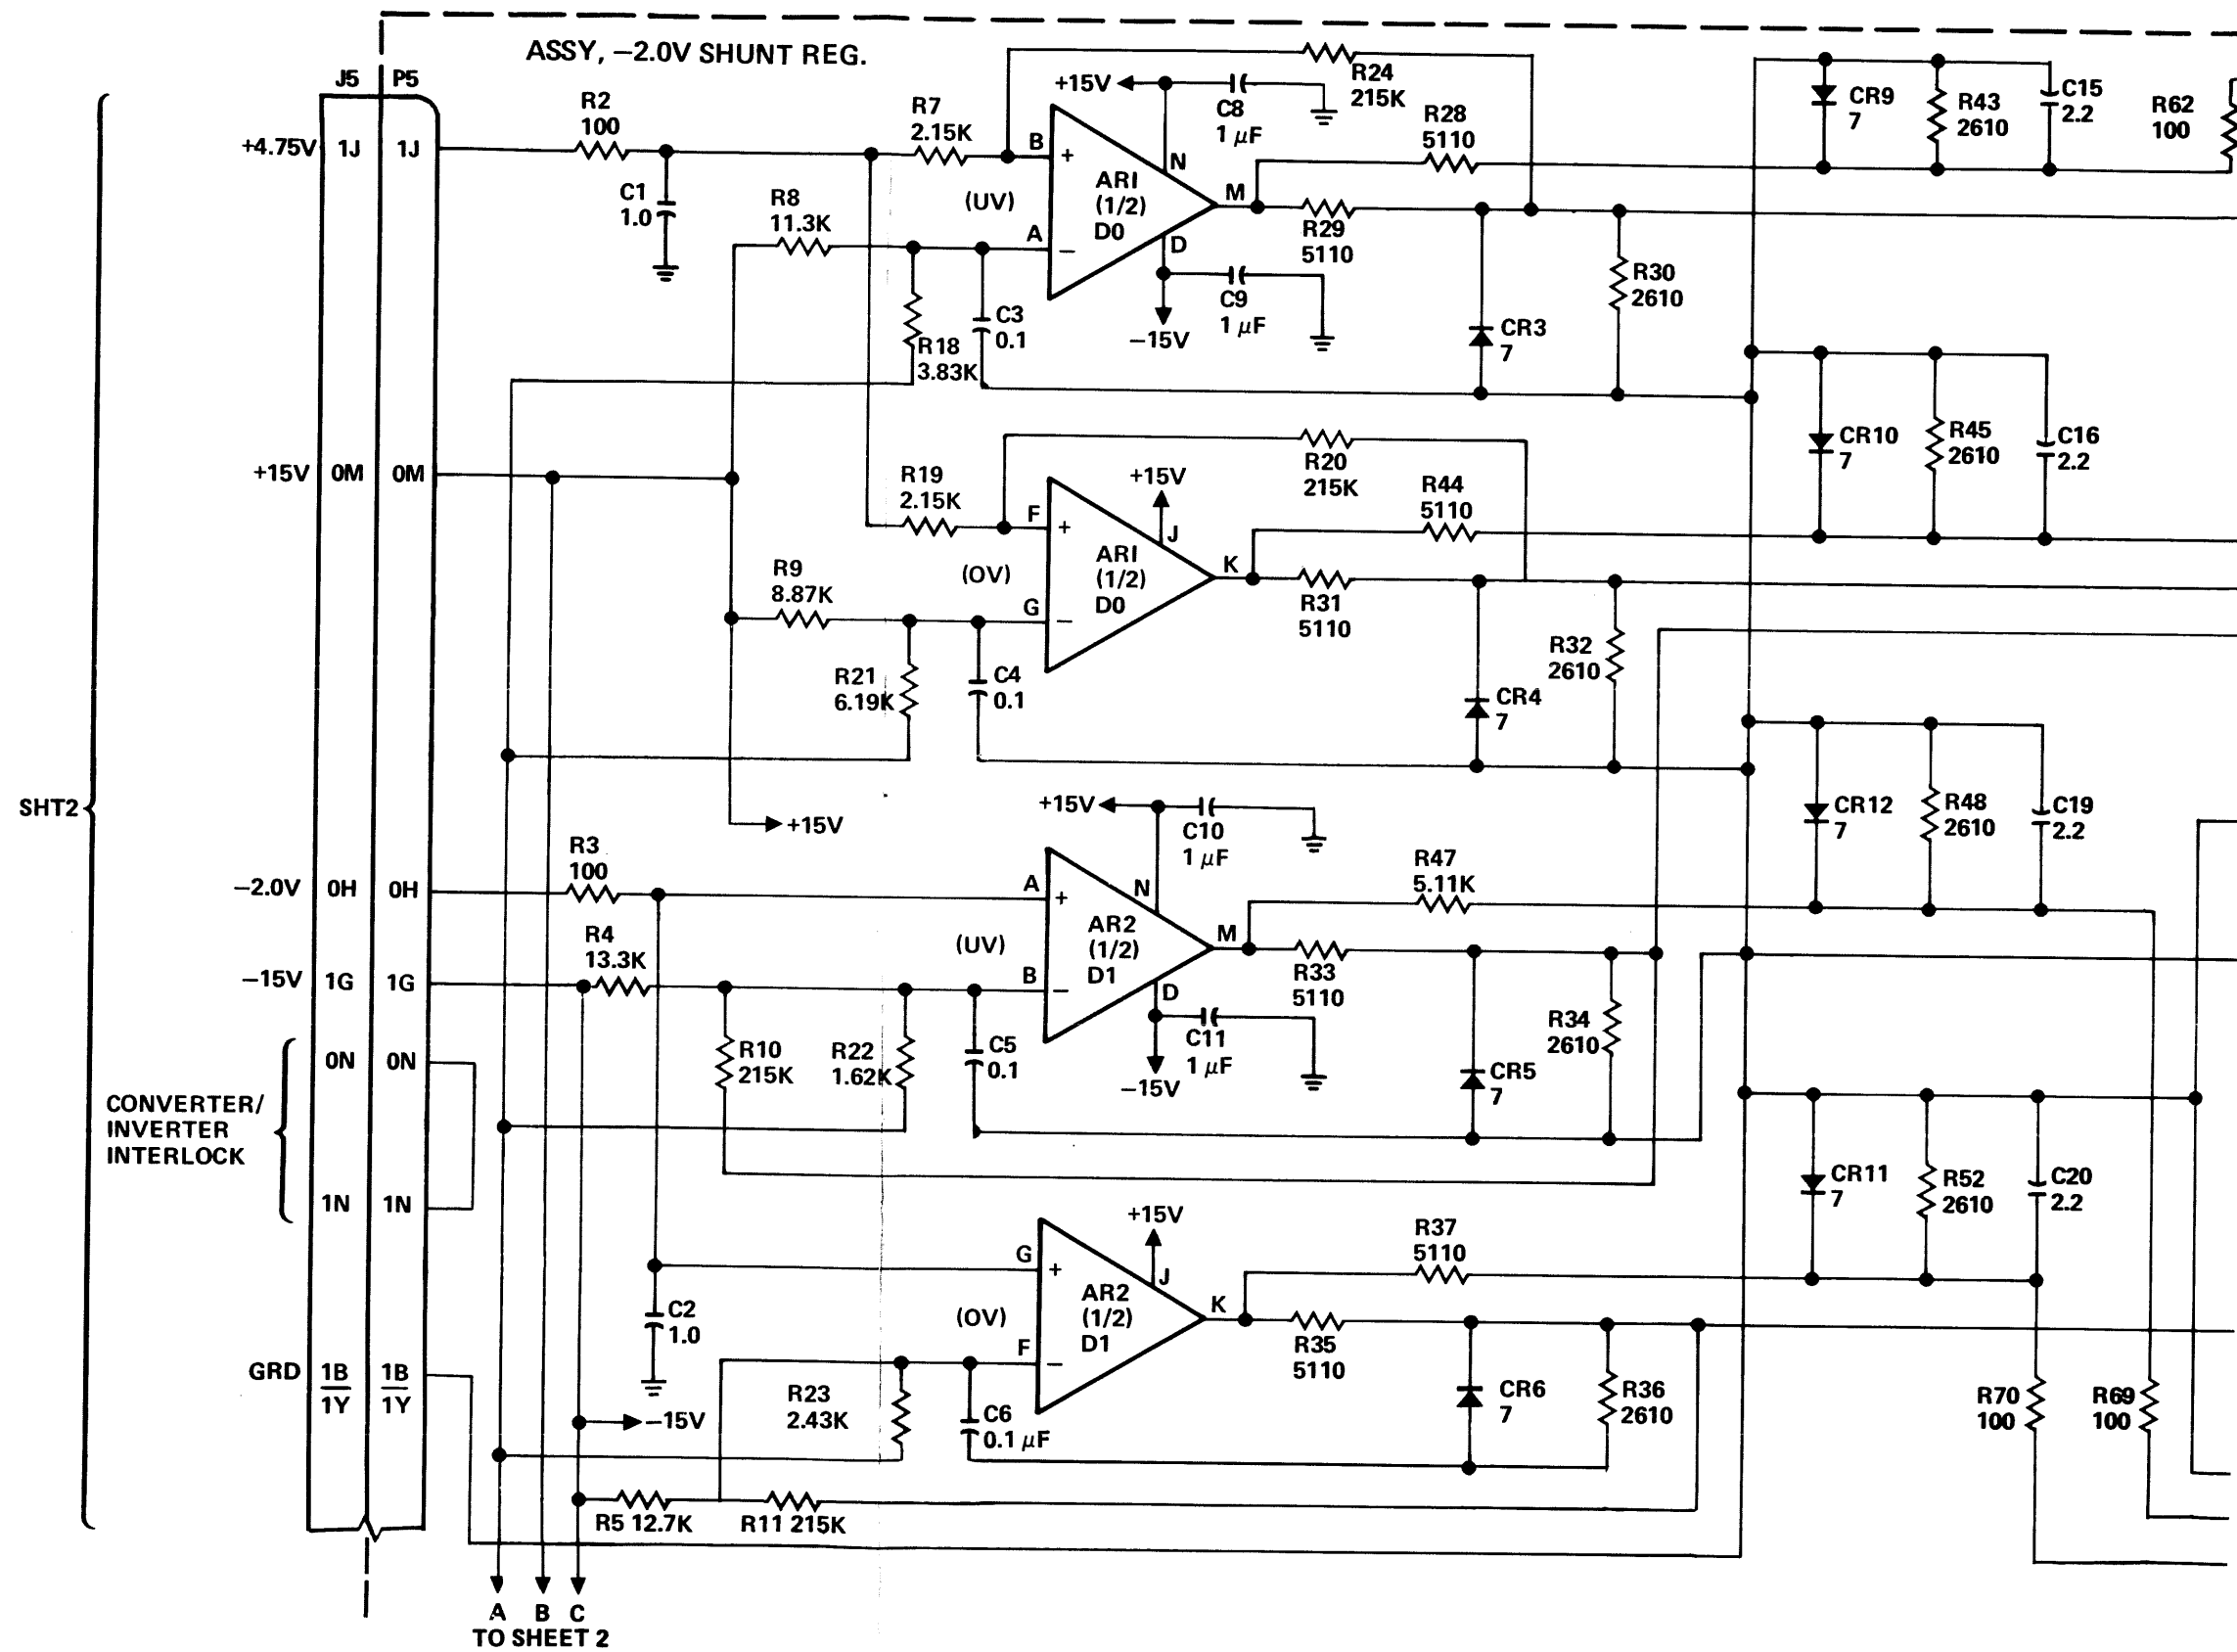 ASSY, −2.0V SHUNT REG.
J5 P5
+4.75V 1J 1J
R2
100
C1
1.0
R7
2.15K
R8
11.3K
R18
3.83K
C3
0.1
B
+
(UV)
A
−
AR1
(1/2)
D0
+15V
N
C8
1 μF
M
D
C9
1 μF
−15V
R24
215K
R28
5110
R29
5110
CR3
7
R30
2610
CR9
7
R43
2610
C15
2.2
R62
100
+15V 0M 0M
R19
2.15K
R9
8.87K
R21
6.19K
C4
0.1
F
+
(OV)
G
−
AR1
(1/2)
D0
+15V
J
K
R20
215K
R44
5110
R31
5110
CR4
7
R32
2610
CR10
7
R45
2610
C16
2.2
SHT2
+15V
−2.0V 0H 0H
R3
100
−15V 1G 1G
R4
13.3K
R10
215K
R22
1.62K
C5
0.1
A
+
(UV)
B
−
AR2
(1/2)
D1
+15V
C10
1 μF
N
M
D
C11
1 μF
−15V
R47
5.11K
R33
5110
CR5
7
R34
2610
CR12
7
R48
2610
C19
2.2
CONVERTER/
INVERTER
INTERLOCK
0N 0N
1N 1N
C2
1.0
G
+
(OV)
F
−
AR2
(1/2)
D1
+15V
J
K
R37
5110
R35
5110
CR6
7
R36
2610
CR11
7
R52
2610
C20
2.2
R70
100
R69
100
GRD 1B 1B
1Y 1Y
−15V
R23
2.43K
C6
0.1 μF
R5 12.7K R11 215K
A B C
TO SHEET 2